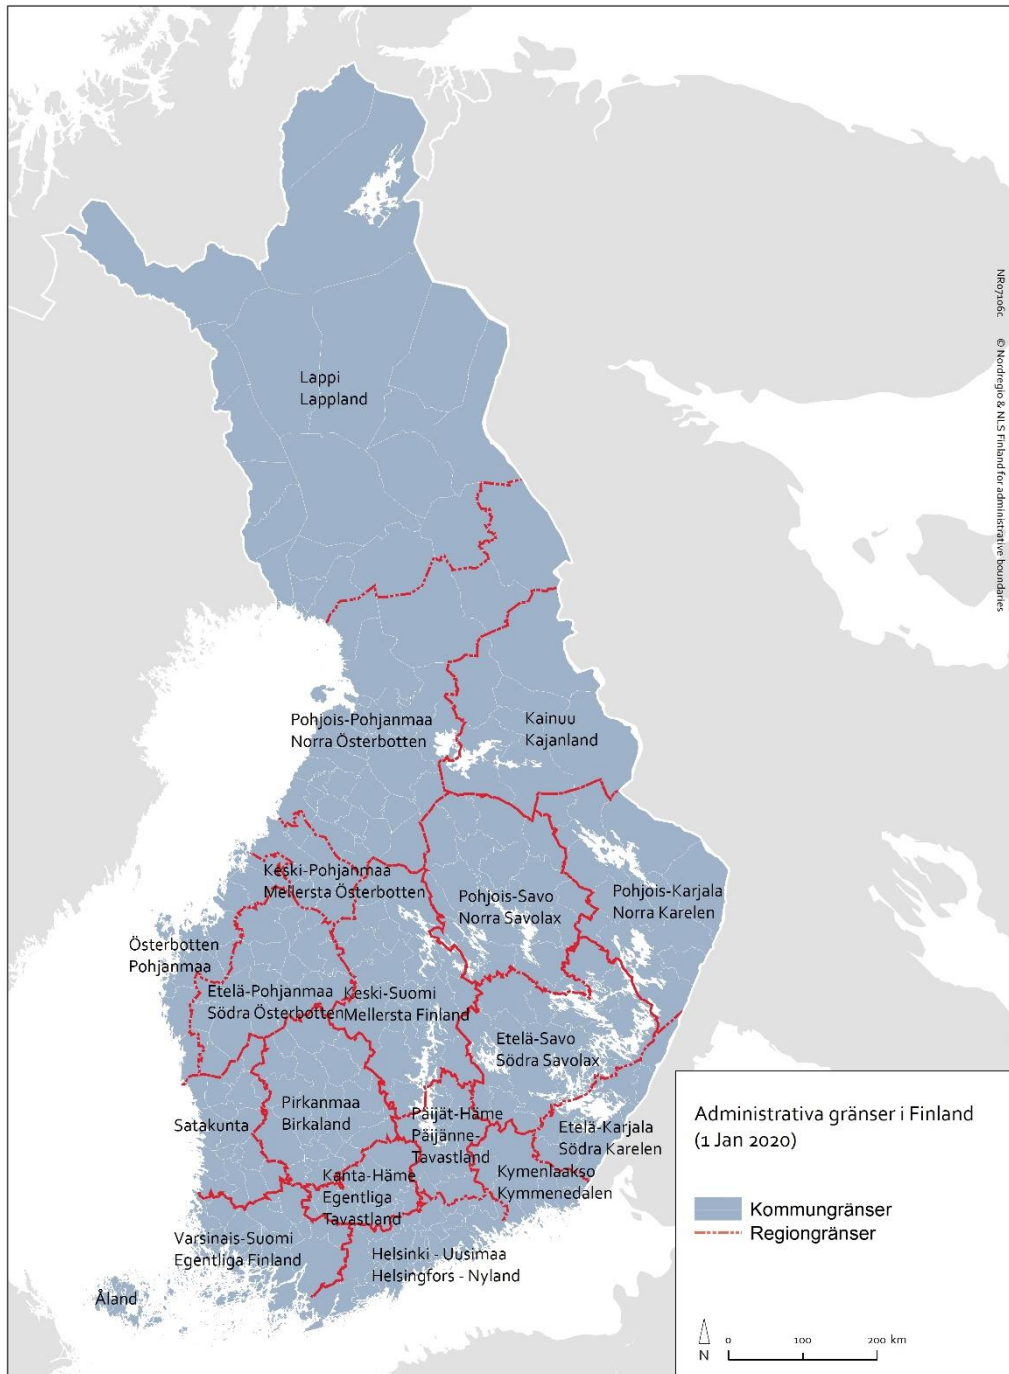 Lappi
Lappland
Pohjois-Pohjanmaa
Norra Österbotten
Kainuu
Kajanland
Keski-Pohjanmaa
Mellersta Österbotten
Pohjois-Savo
Norra Savolax
Pohjois-Karjala
Norra Karelen
Österbotten
Pohjanmaa
Etelä-Pohjanmaa
Södra Österbotten
Keski-Suomi
Mellersta Finland
Etelä-Savo
Södra Savolax
Satakunta
Pirkanmaa
Birkaland
Päijät-Häme
Päijänne-
Tavastland
Etelä-Karjala
Södra Karelen
Kanta-Häme
Egentliga
Tavastland
Kymenlaakso
Kymmenedalen
Varsinais-Suomi
Egentliga Finland
Helsinki - Uusimaa
Helsingfors - Nyland
Åland
NR07106c © Nordregio & NLS Finland for administrative boundaries
Administrativa gränser i Finland
(1 Jan 2020)
Kommungränser
Regiongränser
N
0 100 200 km